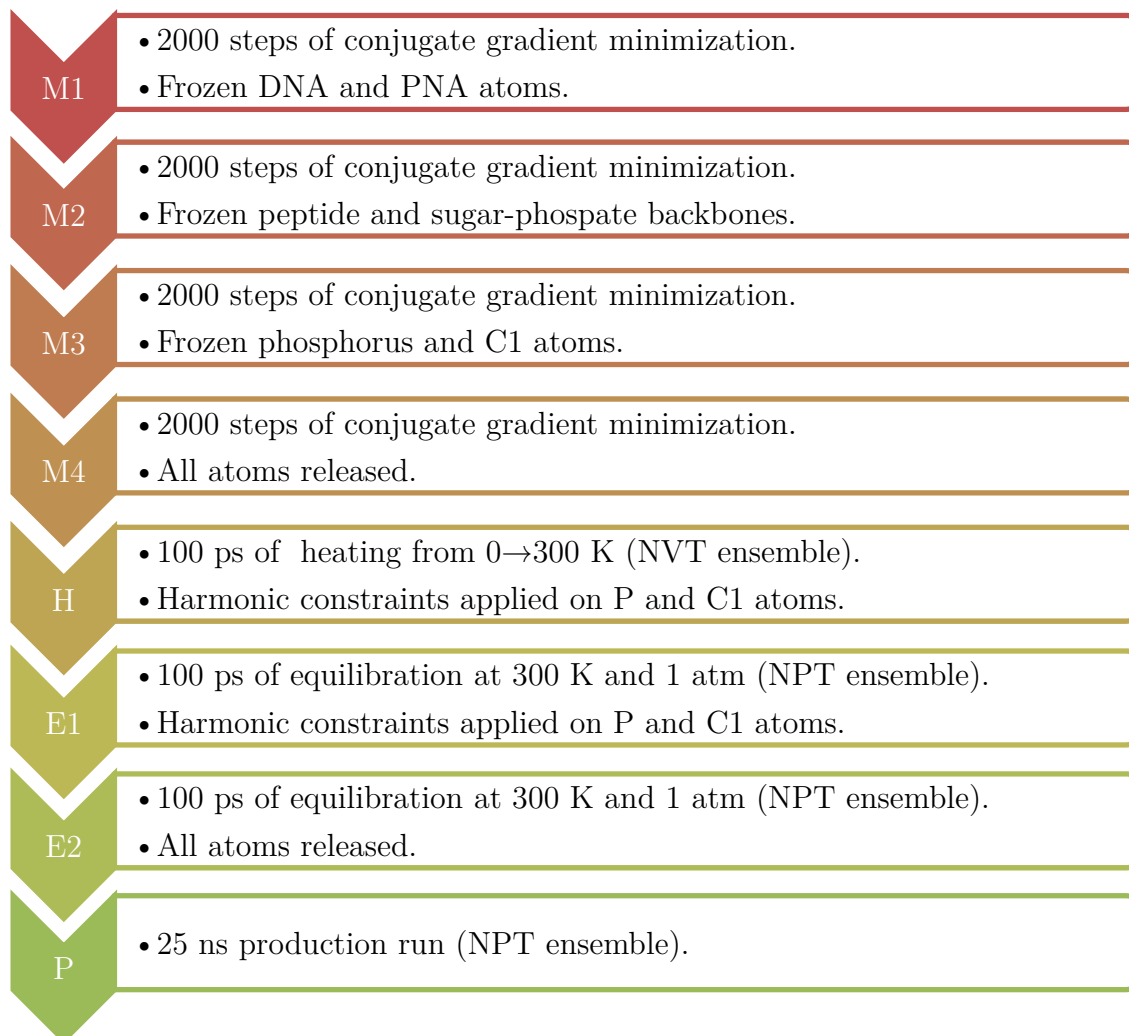 M1
• 2000 steps of conjugate gradient minimization.
• Frozen DNA and PNA atoms.
M2
• 2000 steps of conjugate gradient minimization.
• Frozen peptide and sugar-phospate backbones.
M3
• 2000 steps of conjugate gradient minimization.
• Frozen phosphorus and C1 atoms.
M4
• 2000 steps of conjugate gradient minimization.
• All atoms released.
H
• 100 ps of heating from 0→300 K (NVT ensemble).
• Harmonic constraints applied on P and C1 atoms.
E1
• 100 ps of equilibration at 300 K and 1 atm (NPT ensemble).
• Harmonic constraints applied on P and C1 atoms.
E2
• 100 ps of equilibration at 300 K and 1 atm (NPT ensemble).
• All atoms released.
P
• 25 ns production run (NPT ensemble).